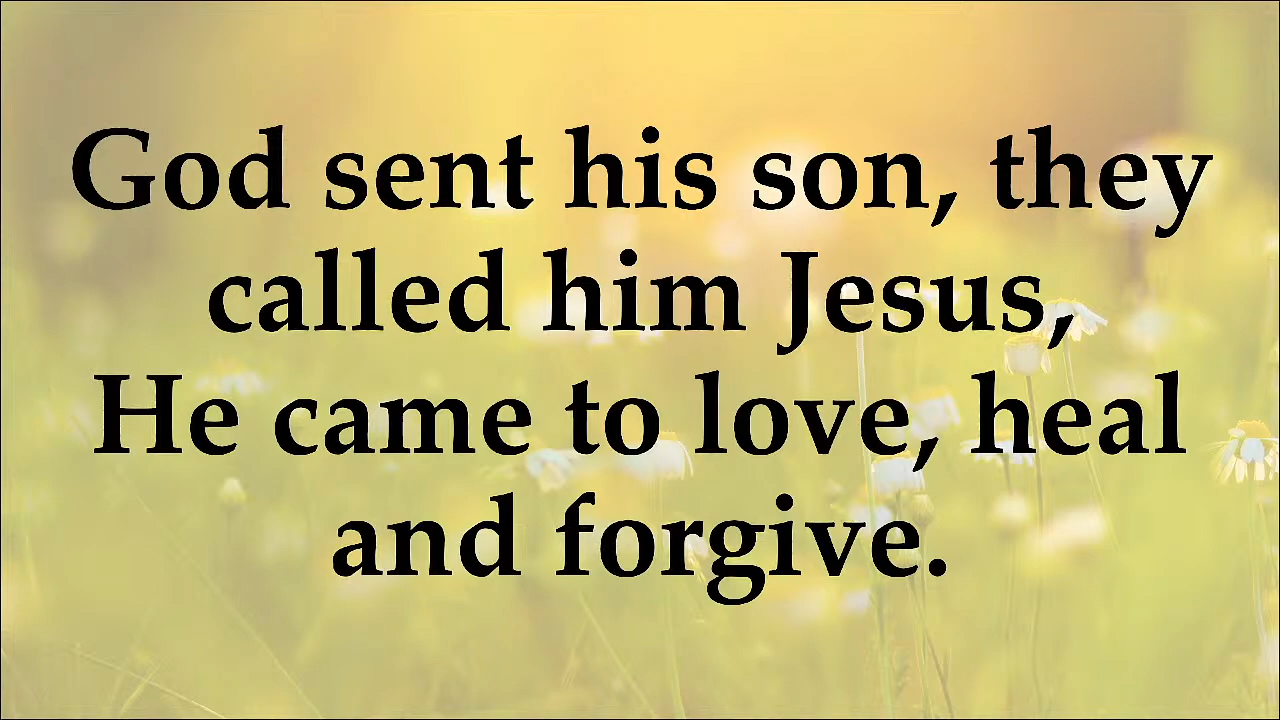 God sent his son, they
called him Jesus,
He came to love, heal
and forgive.